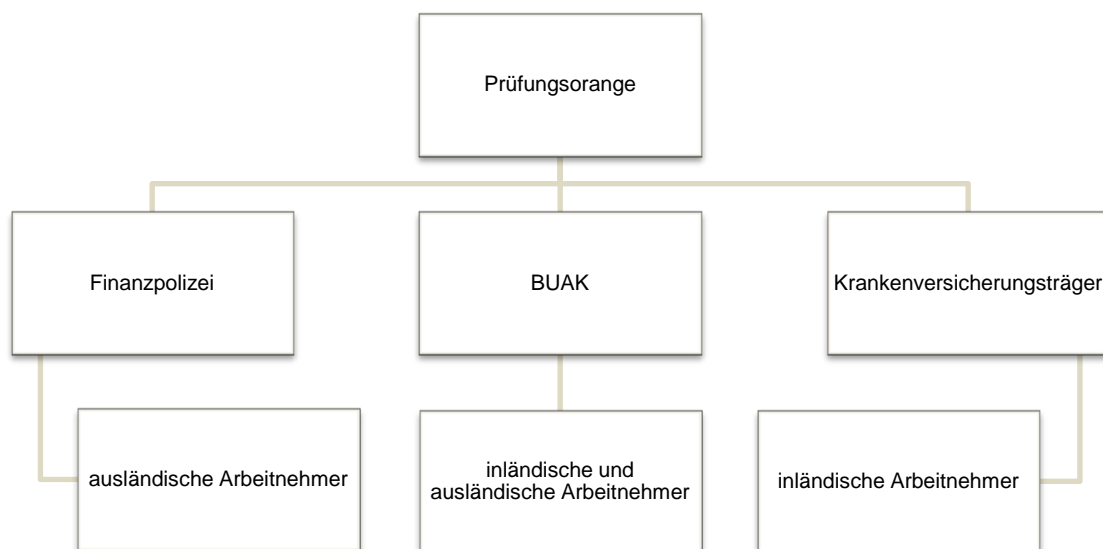 Prüfungsorange
Finanzpolizei
BUAK
Krankenversicherungsträger
ausländische Arbeitnehmer
inländische und
ausländische Arbeitnehmer
inländische Arbeitnehmer